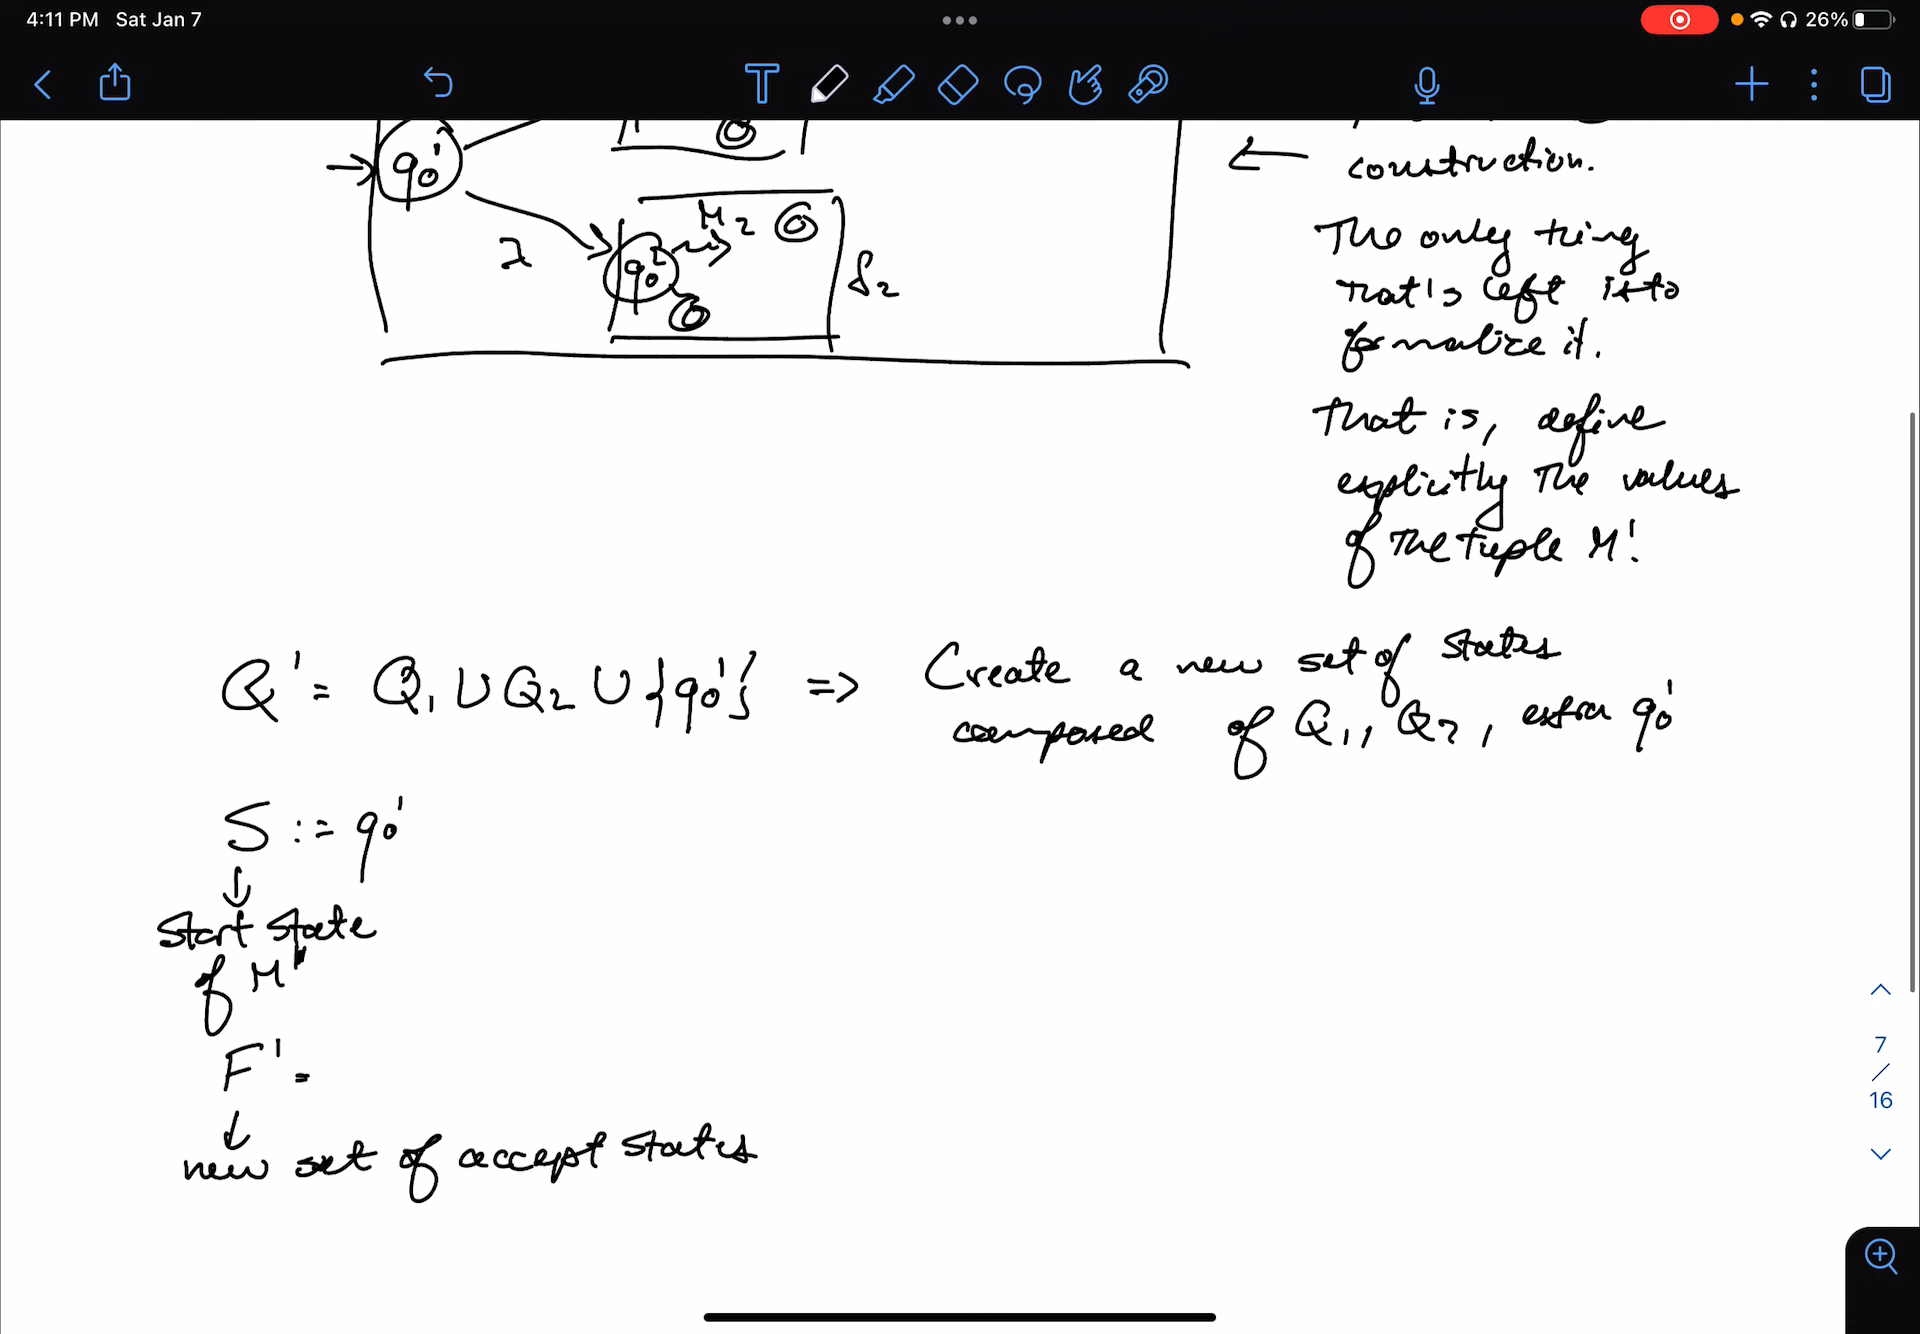 4:11 PM Sat Jan 7
26%
q₀'
construction.
M₂
λ
q₀²
δ₂
The only thing
that's left is to
formalize it.
That is, define
explicitly The values
of The tuple M'.
Q' = Q₁ ∪ Q₂ ∪ {q₀'} => Create a new set of states
composed of Q₁, Q₂, extra q₀'
S := q₀'
↓
Start state
of M'
F' =
↓
new set of accept states
7
/
16